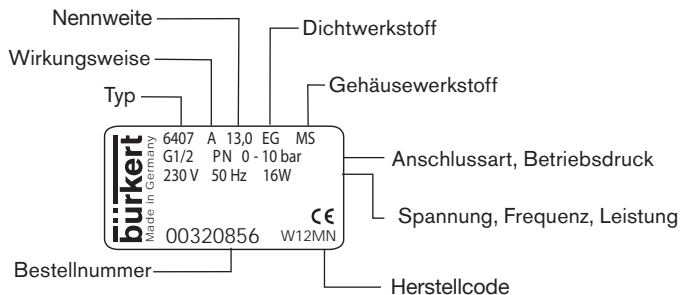 Nennweite
Dichtwerkstoff
Wirkungsweise
Gehäusewerkstoff
Typ
bürkert
Made in Germany
6407 A 13,0 EG MS
G1/2 PN 0 - 10 bar
230 V 50 Hz 16W
CE
00320856 W12MN
Anschlussart, Betriebsdruck
Spannung, Frequenz, Leistung
Bestellnummer
Herstellcode